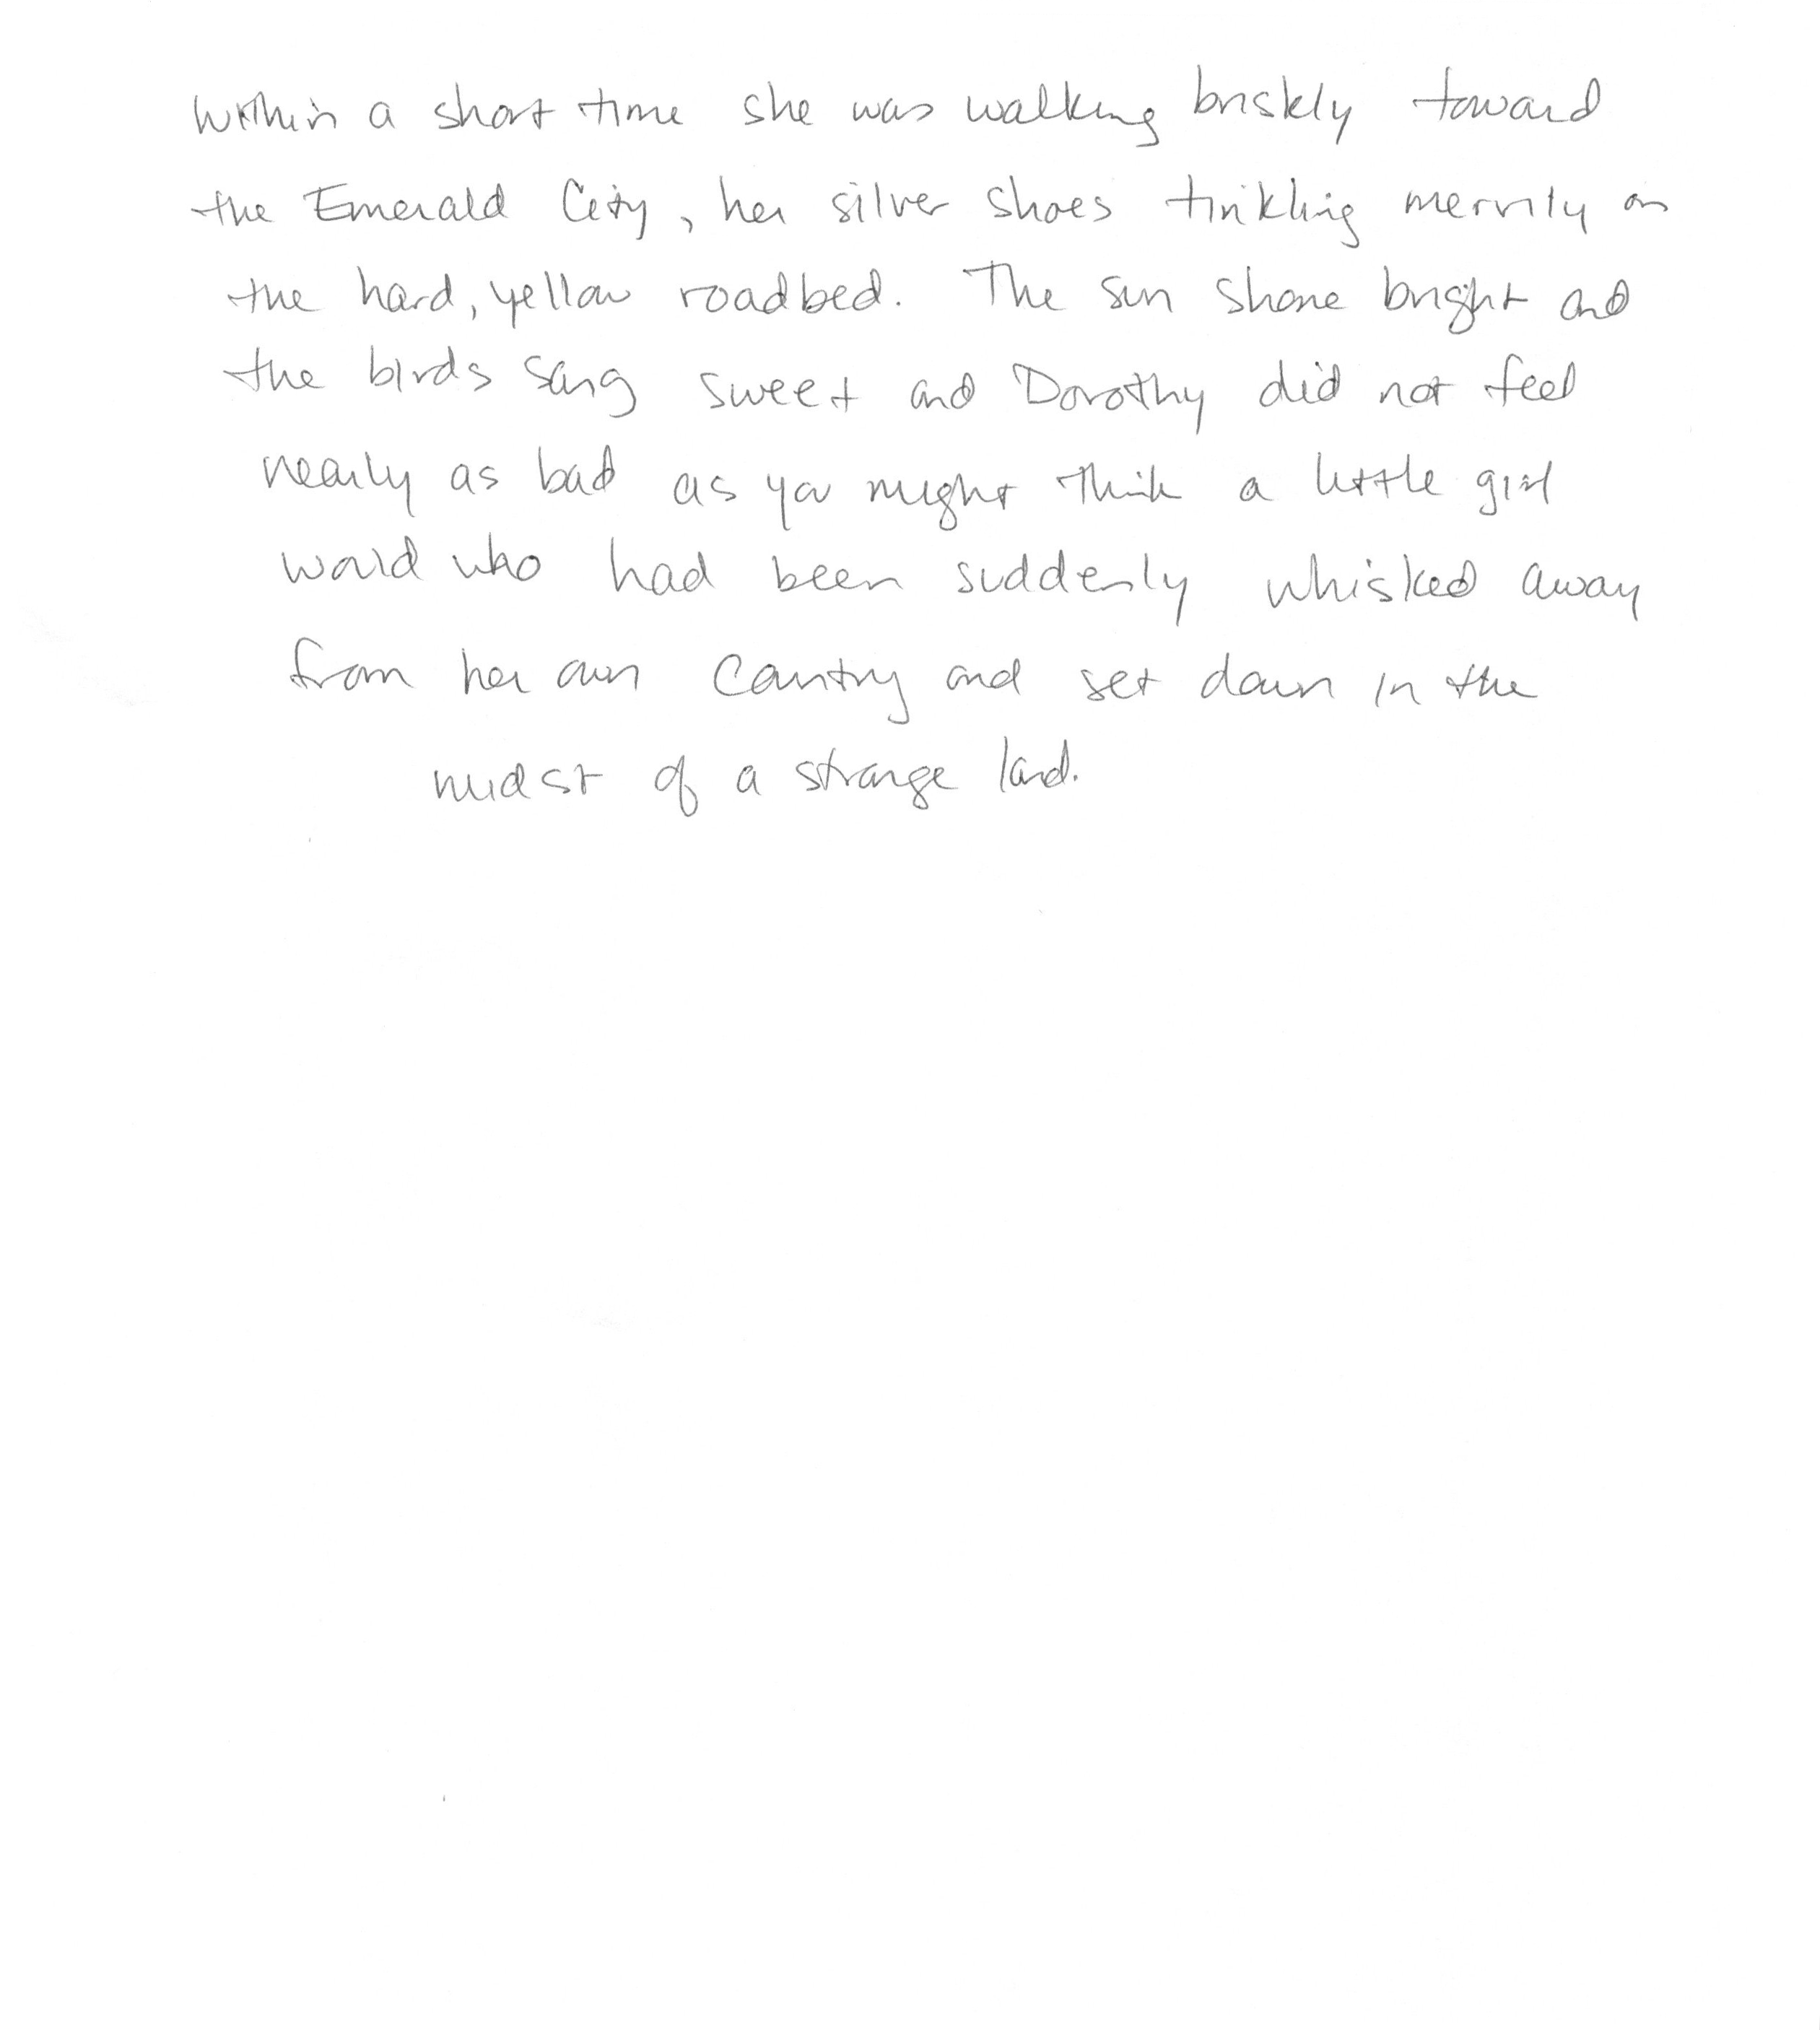 Within a short time she was walking briskly toward
the Emerald City, her silver shoes tinkling merrily on
the hard, yellow roadbed. The sun shone bright and
the birds sang sweet and Dorothy did not feel
nearly as bad as you might think a little girl
would who had been suddenly whisked away
from her own Country and set down in the
midst of a strange land.